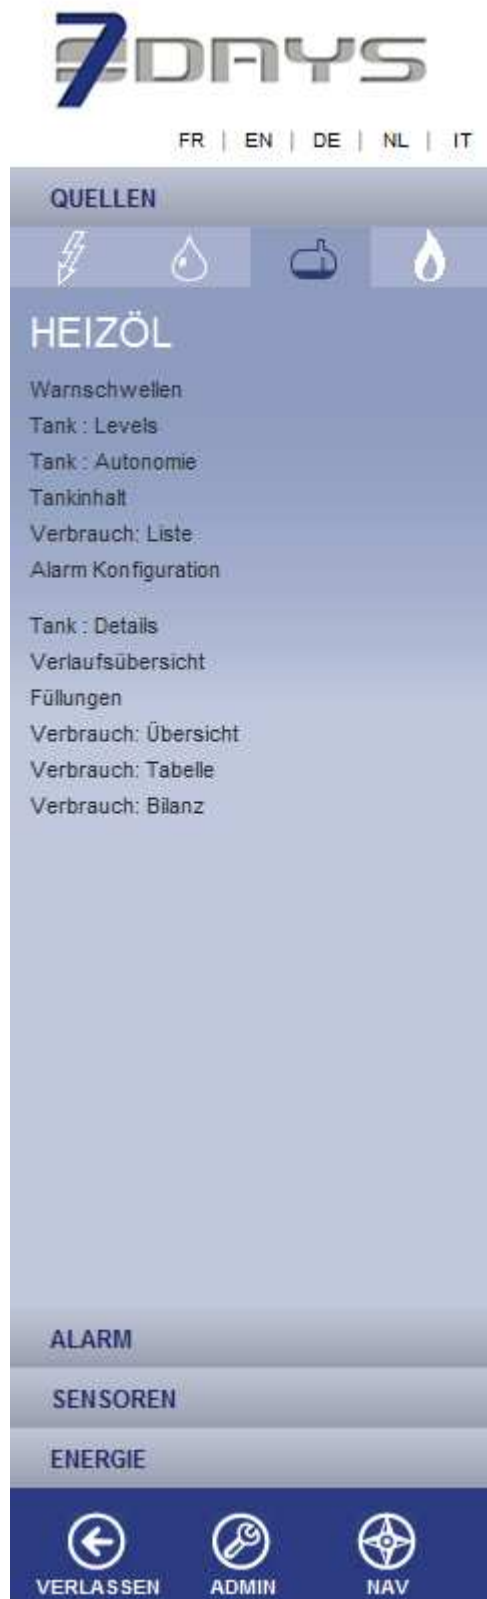 7DAYS
FR | EN | DE | NL | IT
QUELLEN
HEIZÖL
Warnschwellen
Tank : Levels
Tank : Autonomie
Tankinhalt
Verbrauch: Liste
Alarm Konfiguration
Tank : Details
Verlaufsübersicht
Füllungen
Verbrauch: Übersicht
Verbrauch: Tabelle
Verbrauch: Bilanz
ALARM
SENSOREN
ENERGIE
VERLASSEN ADMIN NAV